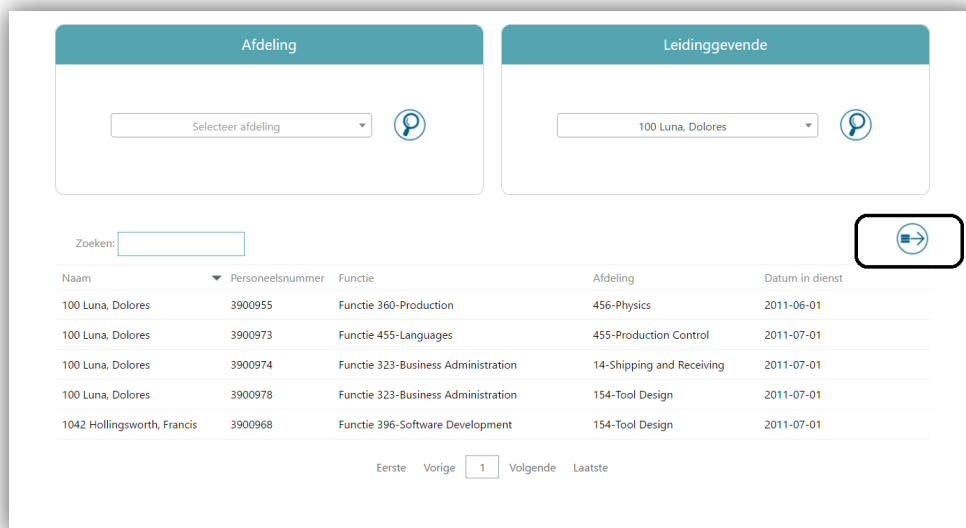 Afdeling Leidinggevende
Selecteer afdeling 100 Luna, Dolores
Zoeken:
Naam Personeelsnummer Functie Afdeling Datum in dienst
100 Luna, Dolores 3900955 Functie 360-Production 456-Physics 2011-06-01
100 Luna, Dolores 3900973 Functie 455-Languages 455-Production Control 2011-07-01
100 Luna, Dolores 3900974 Functie 323-Business Administration 14-Shipping and Receiving 2011-07-01
100 Luna, Dolores 3900978 Functie 323-Business Administration 154-Tool Design 2011-07-01
1042 Hollingsworth, Francis 3900968 Functie 396-Software Development 154-Tool Design 2011-07-01
Eerste Vorige 1 Volgende Laatste